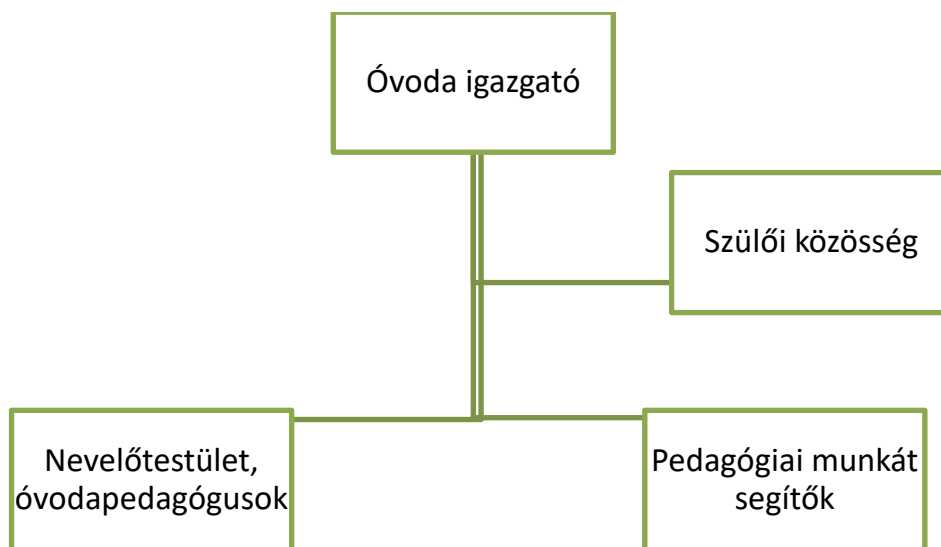 Óvoda igazgató
Szülői közösség
Nevelőtestület,
óvodapedagógusok
Pedagógiai munkát
segítők